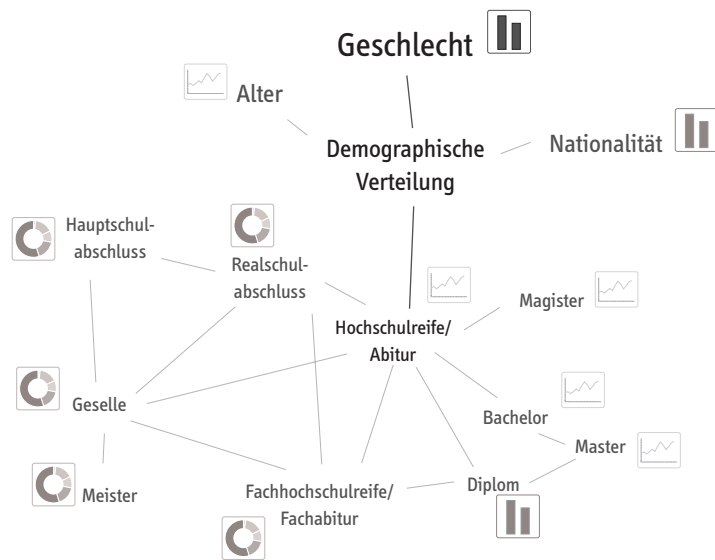 Geschlecht
Alter
Nationalität
Demographische
Verteilung
Hauptschul-
abschluss
Realschul-
abschluss
Magister
Hochschulreife/
Abitur
Geselle
Bachelor
Master
Meister
Fachhochschulreife/
Fachabitur
Diplom